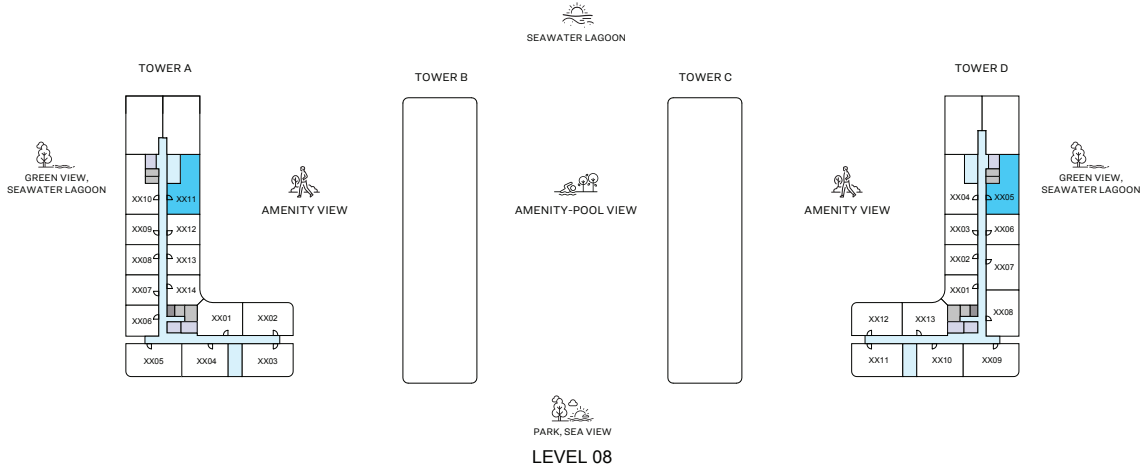 SEAWATER LAGOON
TOWER A
TOWER B
TOWER C
TOWER D
GREEN VIEW,
SEAWATER LAGOON
AMENITY VIEW
AMENITY-POOL VIEW
AMENITY VIEW
GREEN VIEW,
SEAWATER LAGOON
XX10 XX11
XX09 XX12
XX08 XX13
XX07 XX14
XX06 XX01 XX02
XX05 XX04 XX03
XX04 XX05
XX03 XX06
XX02 XX07
XX01
XX12 XX13 XX08
XX11 XX10 XX09
PARK, SEA VIEW
LEVEL 08